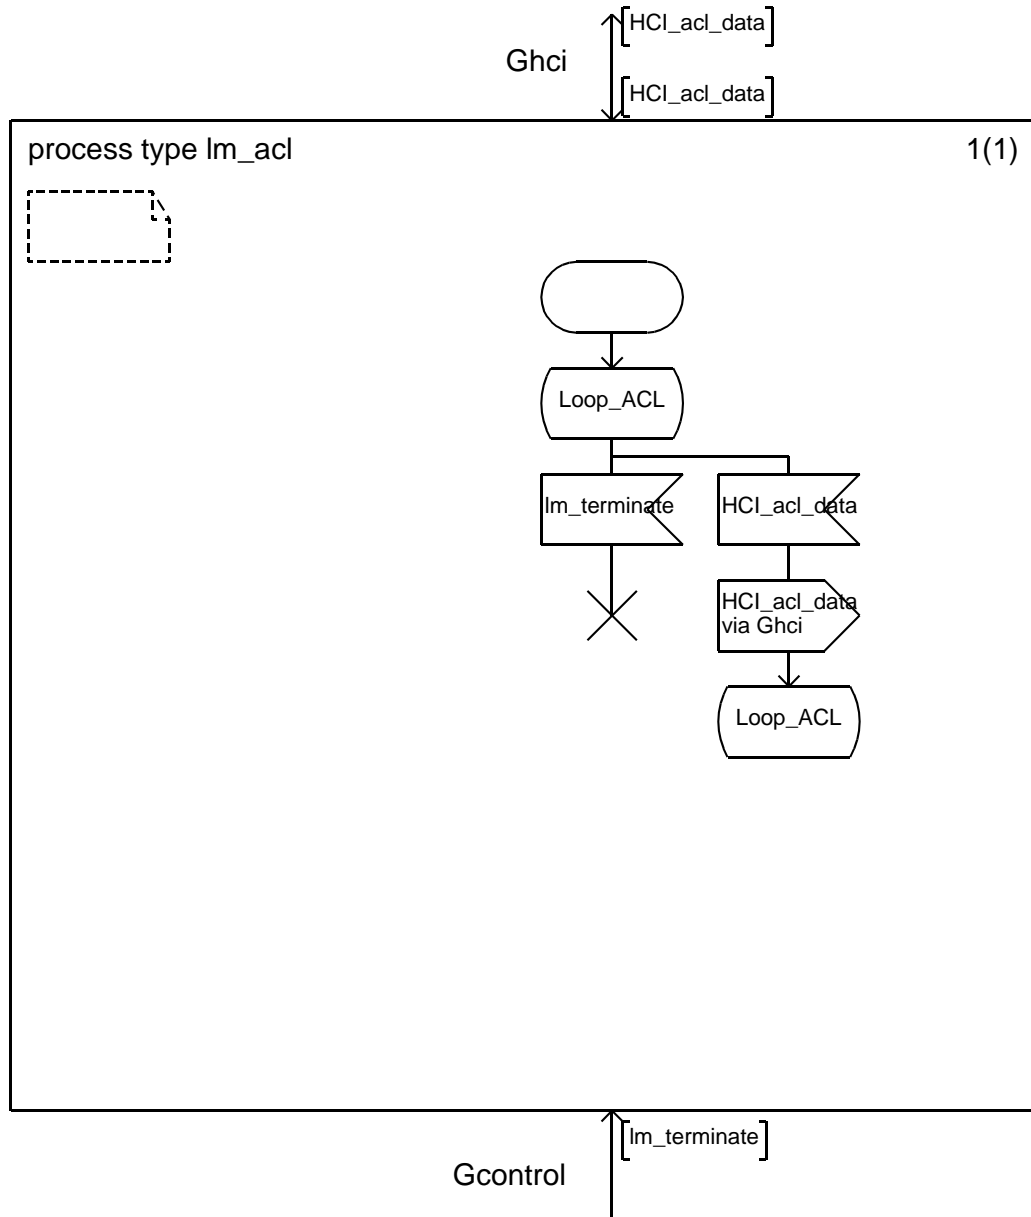 [HCI_acl_data]
Ghci
[HCI_acl_data]
process type lm_acl
1(1)
Loop_ACL
lm_terminate
HCI_acl_data
HCI_acl_data
via Ghci
Loop_ACL
[lm_terminate]
Gcontrol